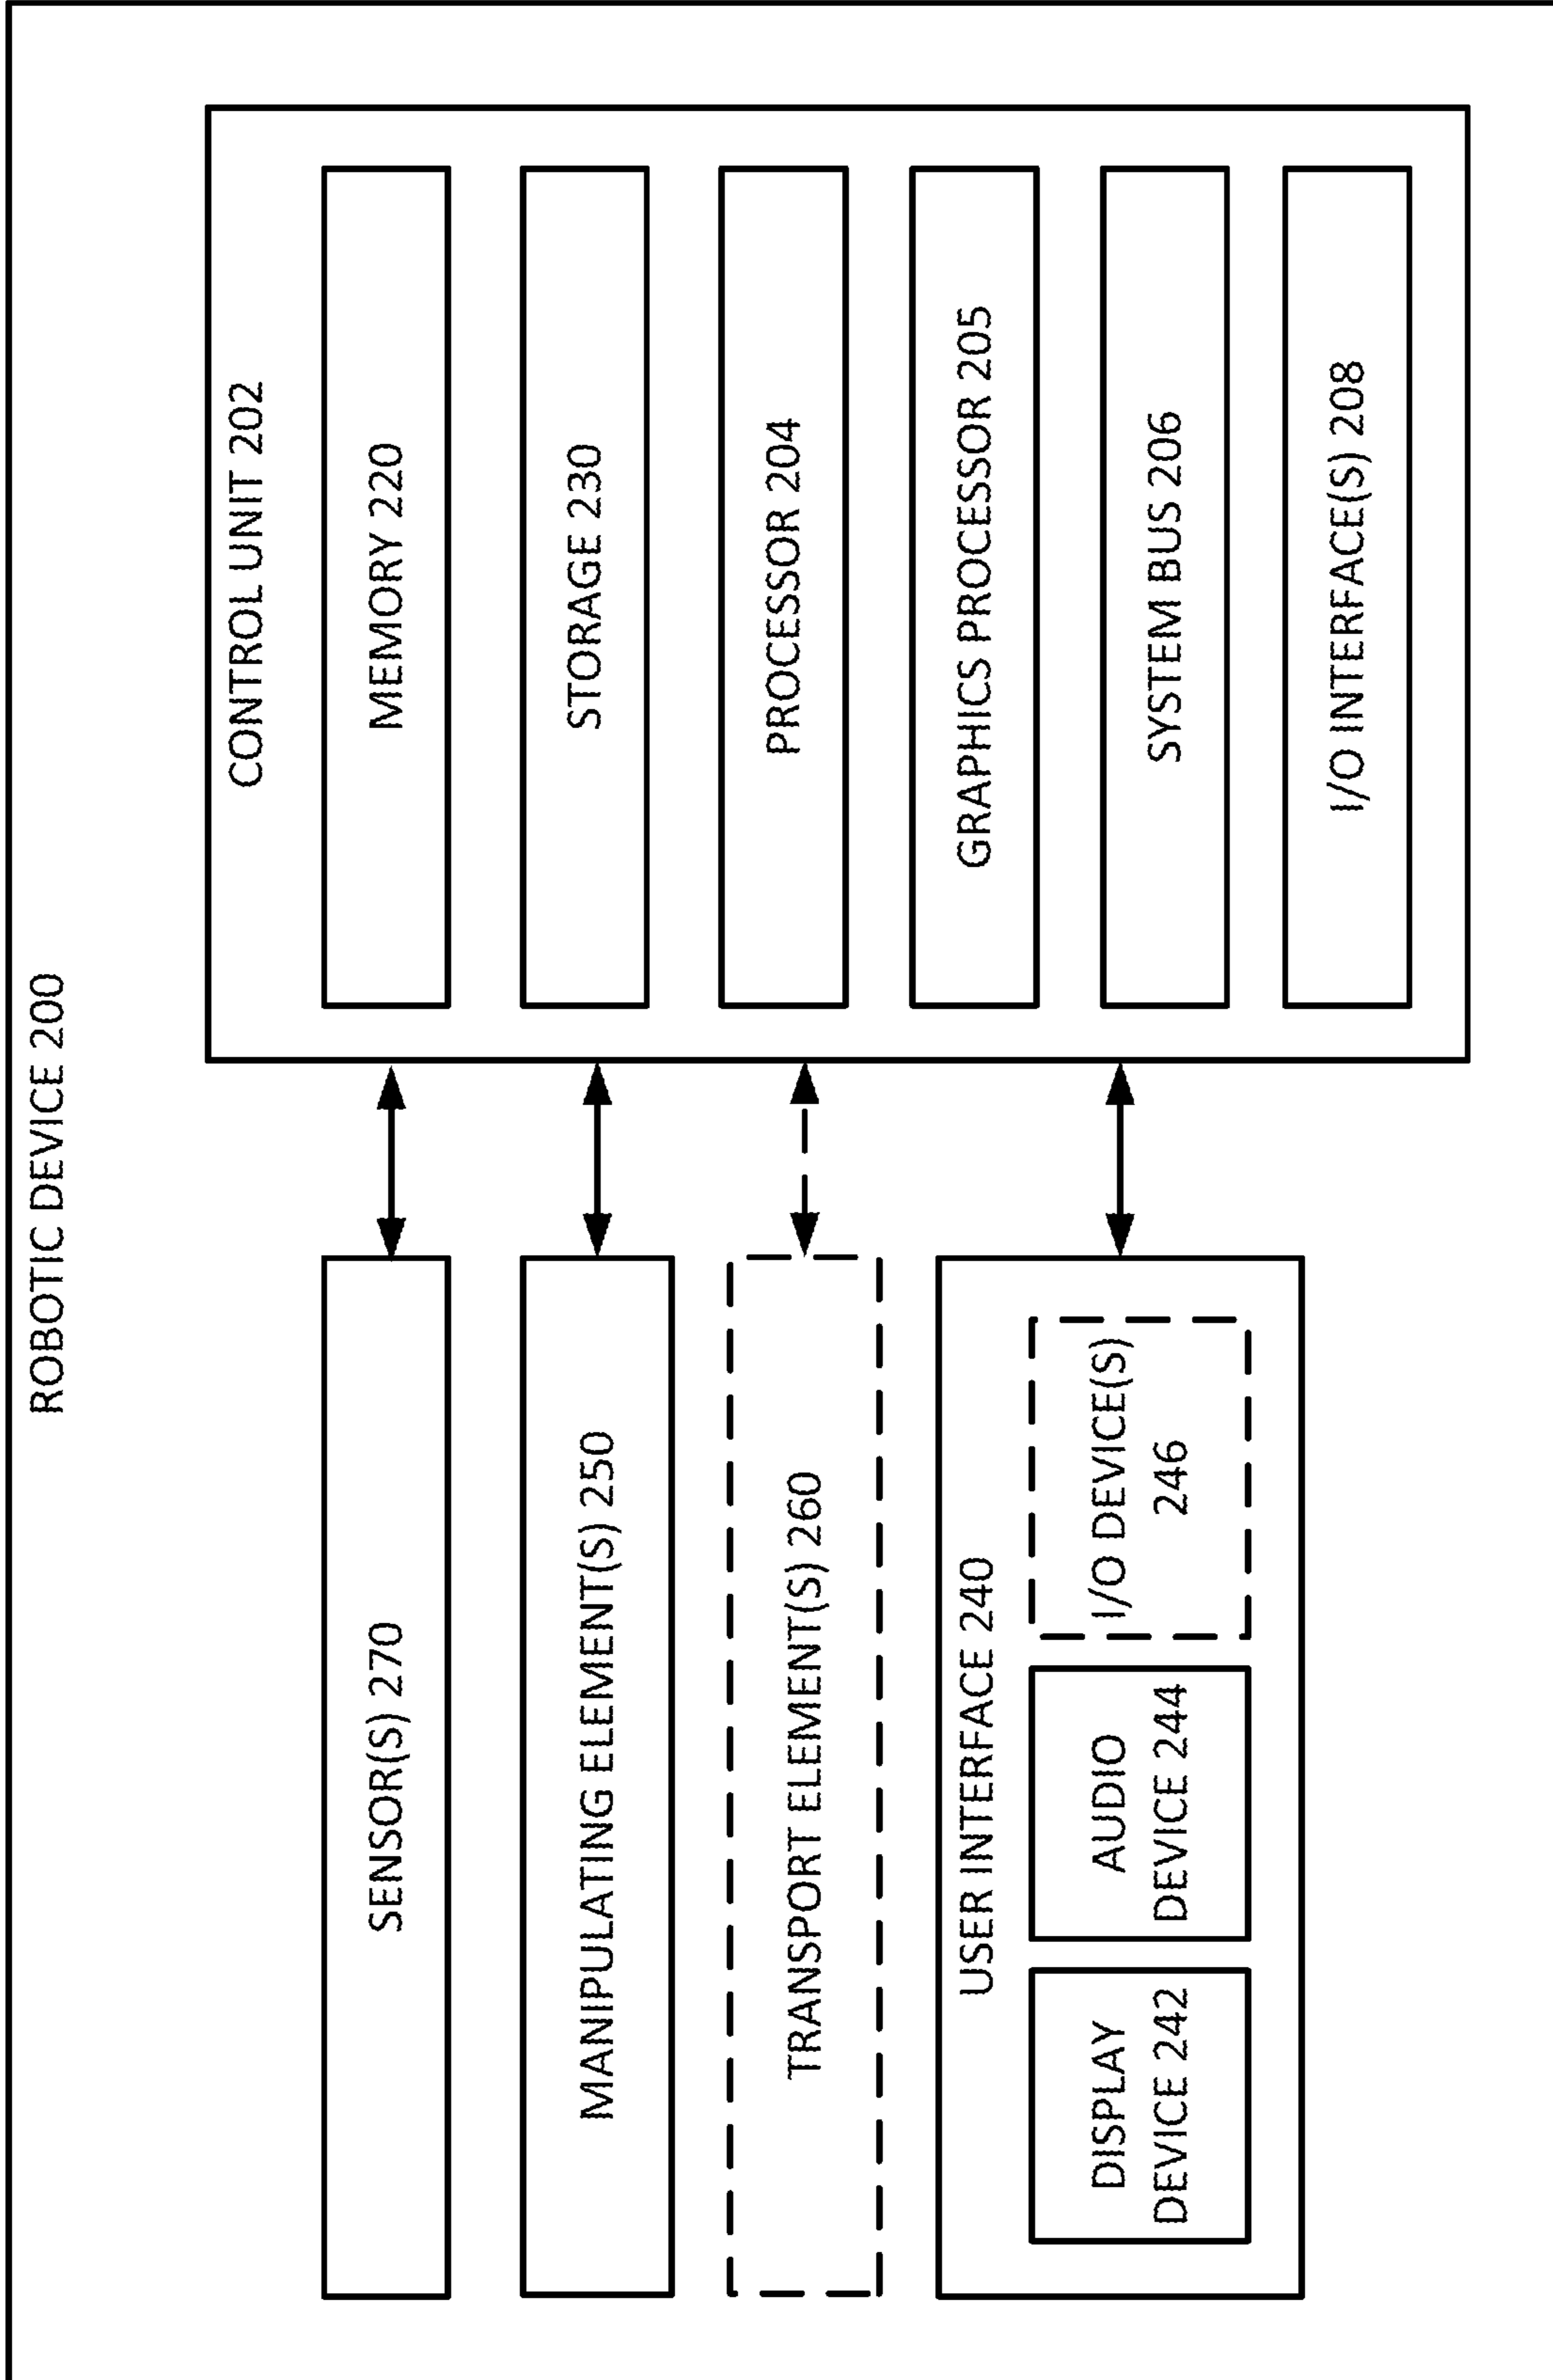 ROBOTIC DEVICE 200
SENSOR(S) 270
MANIPULATING ELEMENT(S) 250
TRANSPORT ELEMENT(S) 260
USER INTERFACE 240
DISPLAY
DEVICE 242
AUDIO
DEVICE 244
I/O DEVICE(S)
246
CONTROL UNIT 202
MEMORY 220
STORAGE 230
PROCESSOR 204
GRAPHICS PROCESSOR 205
SYSTEM BUS 206
I/O INTERFACE(S) 208